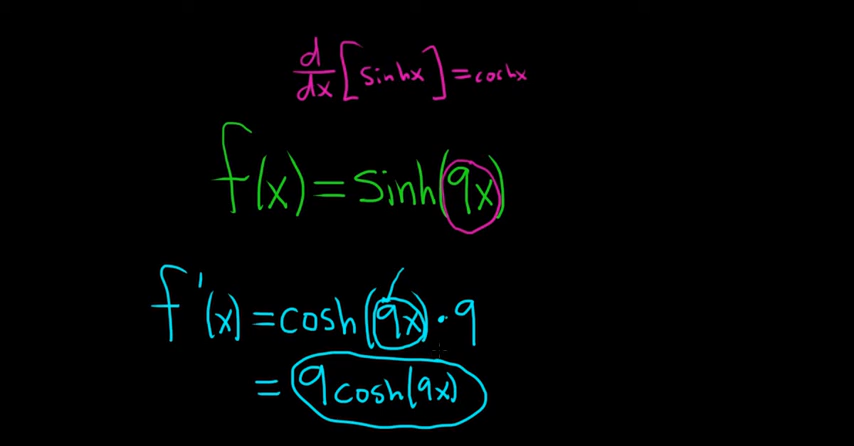 d/dx [sinhx] = coshx
f(x) = Sinh(9x)
f'(x) = cosh(9x) · 9
= 9cosh(9x)